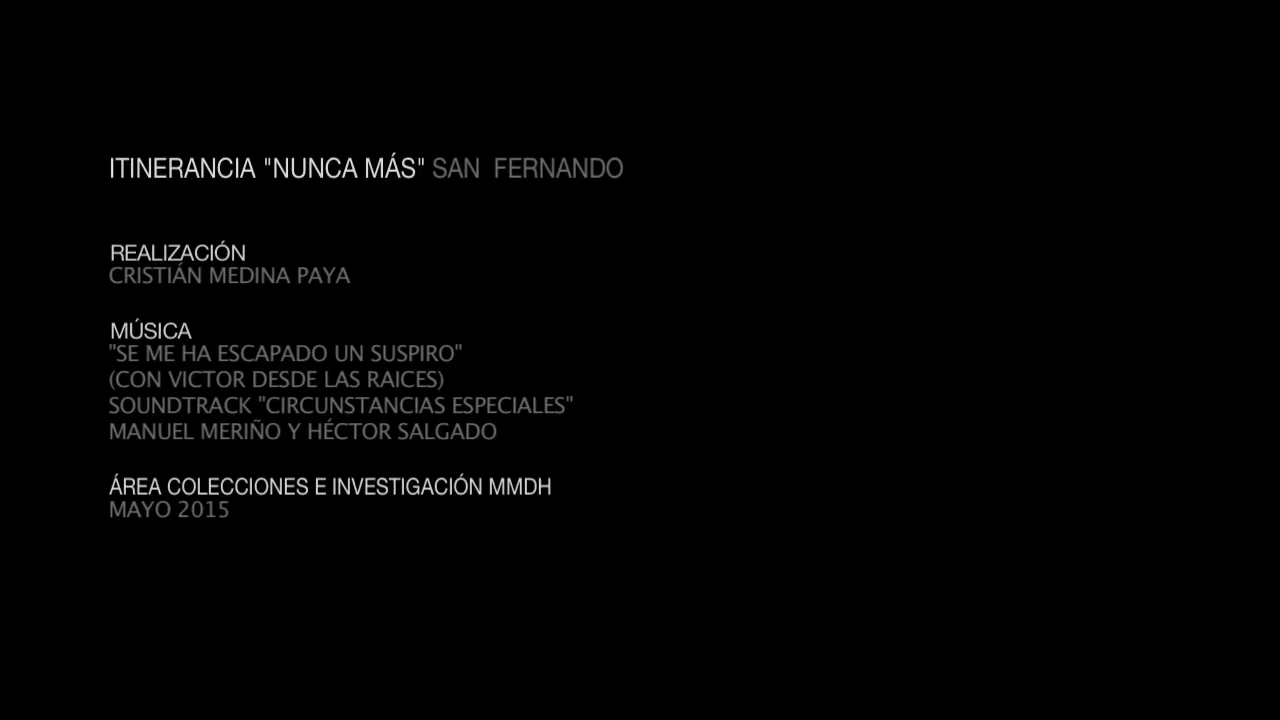 ITINERANCIA "NUNCA MÁS" SAN FERNANDO
REALIZACIÓN
CRISTIÁN MEDINA PAYA
MÚSICA
"SE ME HA ESCAPADO UN SUSPIRO"
(CON VICTOR DESDE LAS RAICES)
SOUNDTRACK "CIRCUNSTANCIAS ESPECIALES"
MANUEL MERIÑO Y HÉCTOR SALGADO
ÁREA COLECCIONES E INVESTIGACIÓN MMDH
MAYO 2015